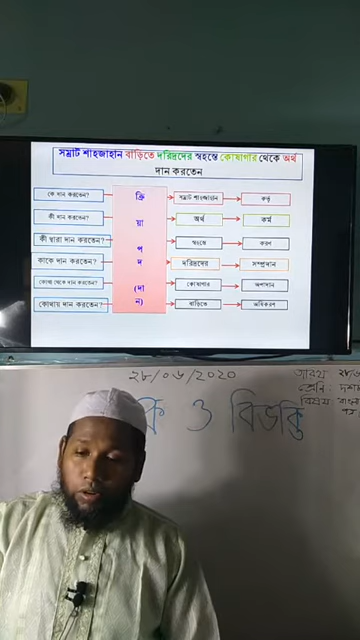 সম্রাট শাহজাহান বাড়িতে দরিদ্রদের স্বহস্তে কোষাগার থেকে অর্থ
দান করতেন
কে দান করতেন?
সম্রাট শাহজাহান
কর্তৃ
কী দান করতেন?
অর্থ
কর্ম
কী দ্বারা দান করতেন?
স্বহস্তে
করণ
কাকে দান করতেন?
দরিদ্রদের
সম্প্রদান
কোথা থেকে দান করতেন?
কোষাগার
অপাদান
কোথায় দান করতেন?
বাড়িতে
অধিকরণ
ক্রি
য়া
প
দ
(দা
ন)
২৮/০৬/২০২০
ও বিভক্তি
শ্রেণি:
বিষয়: